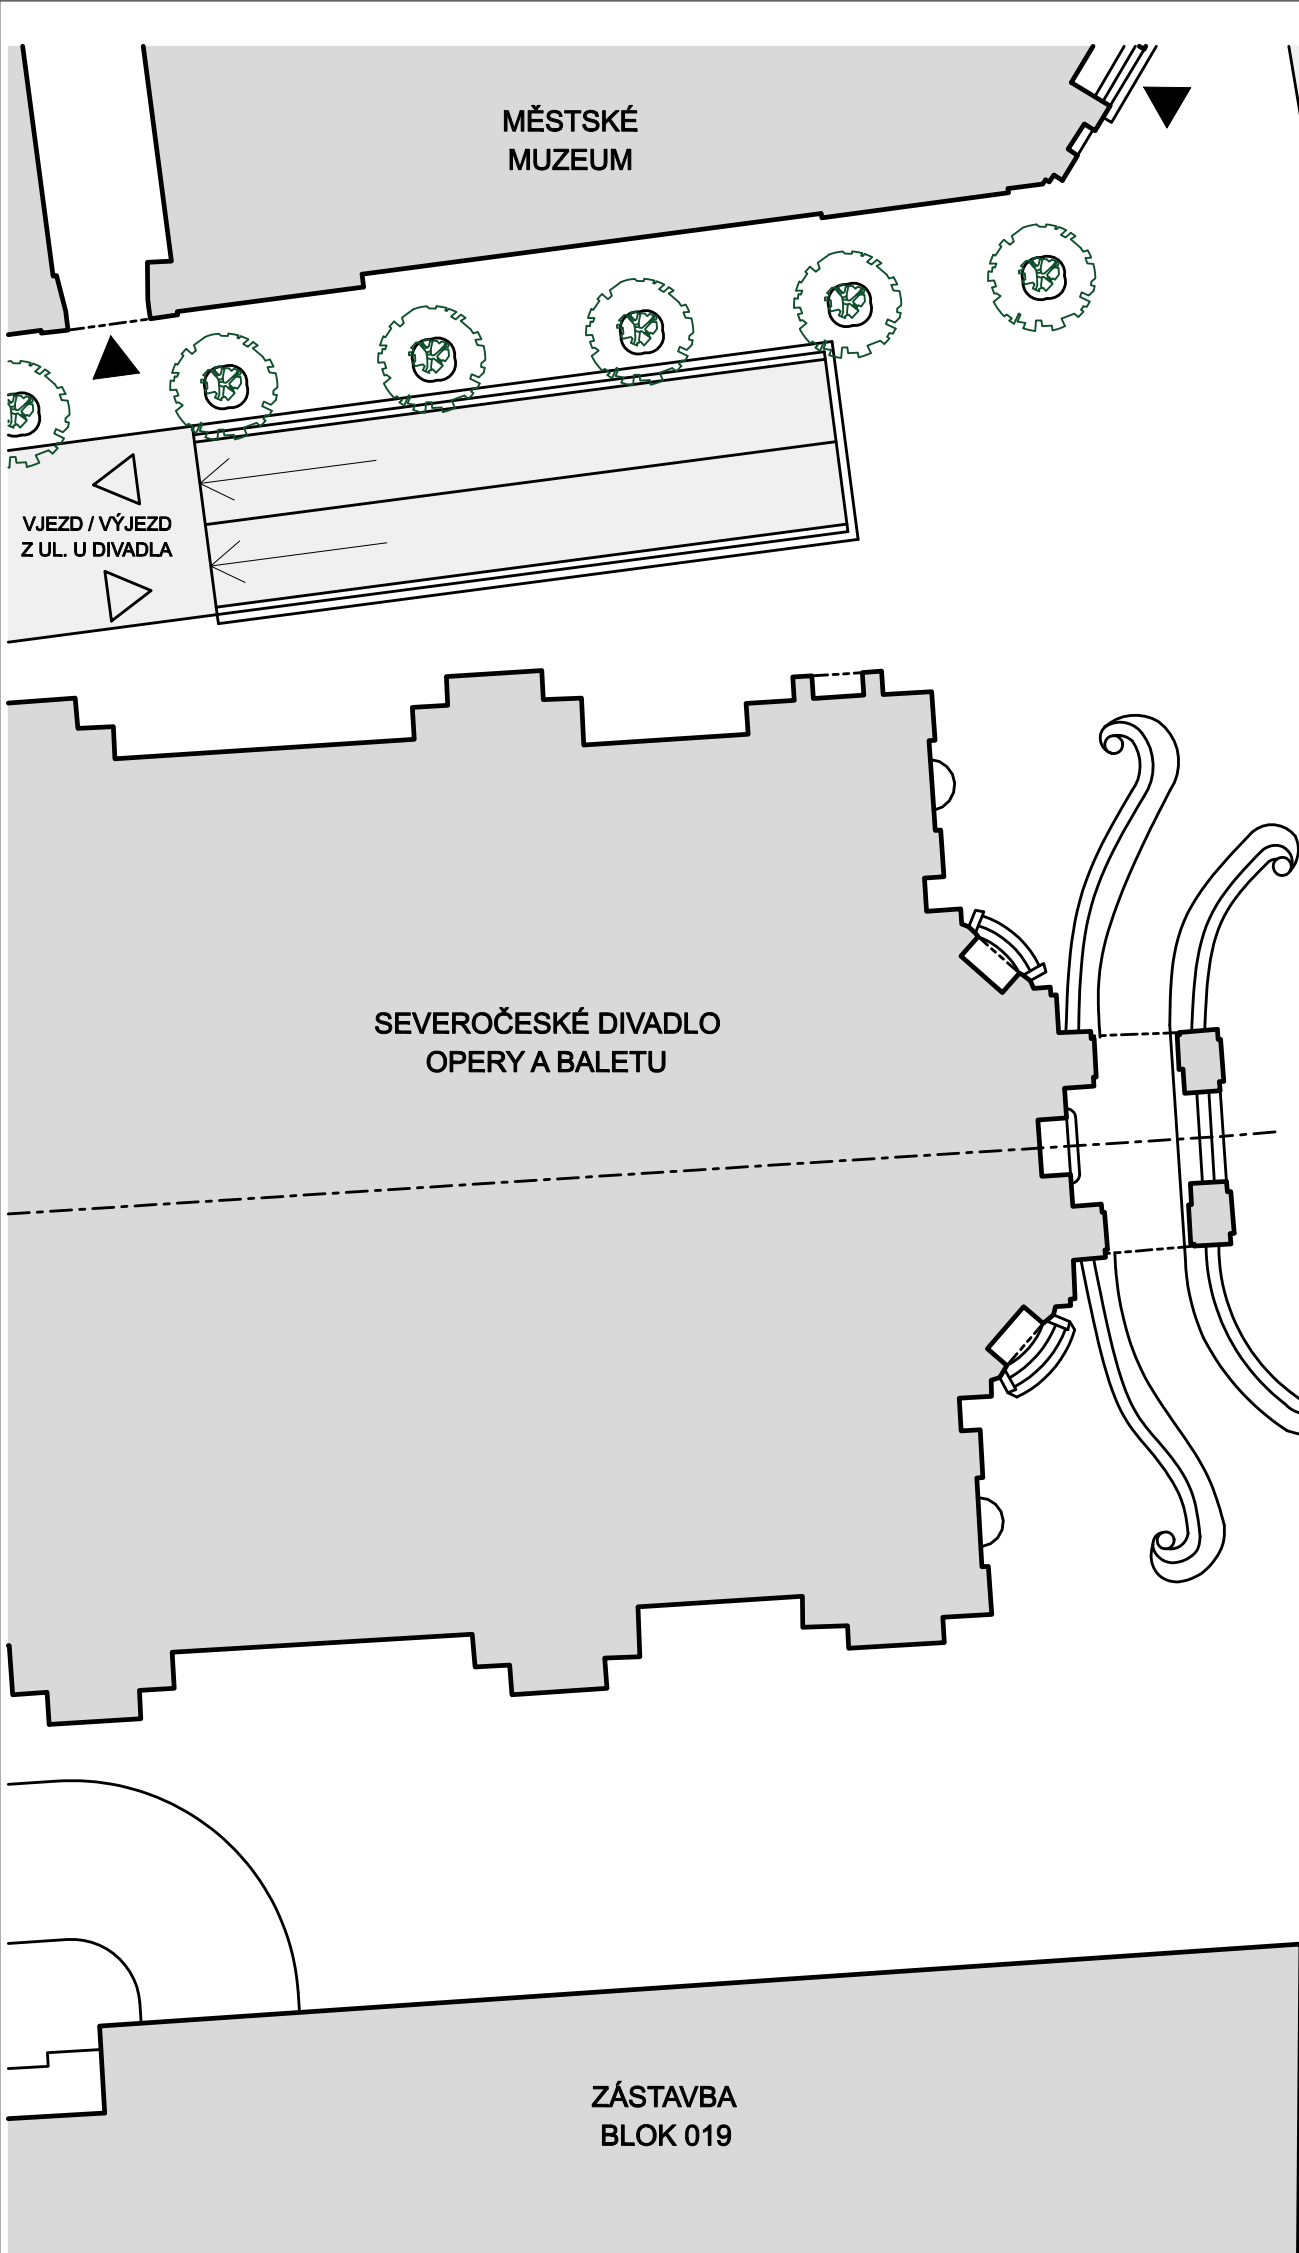 MĚSTSKÉ
MUZEUM
VJEZD / VÝJEZD
Z UL. U DIVADLA
SEVEROČESKÉ DIVADLO
OPERY A BALETU
ZÁSTAVBA
BLOK 019